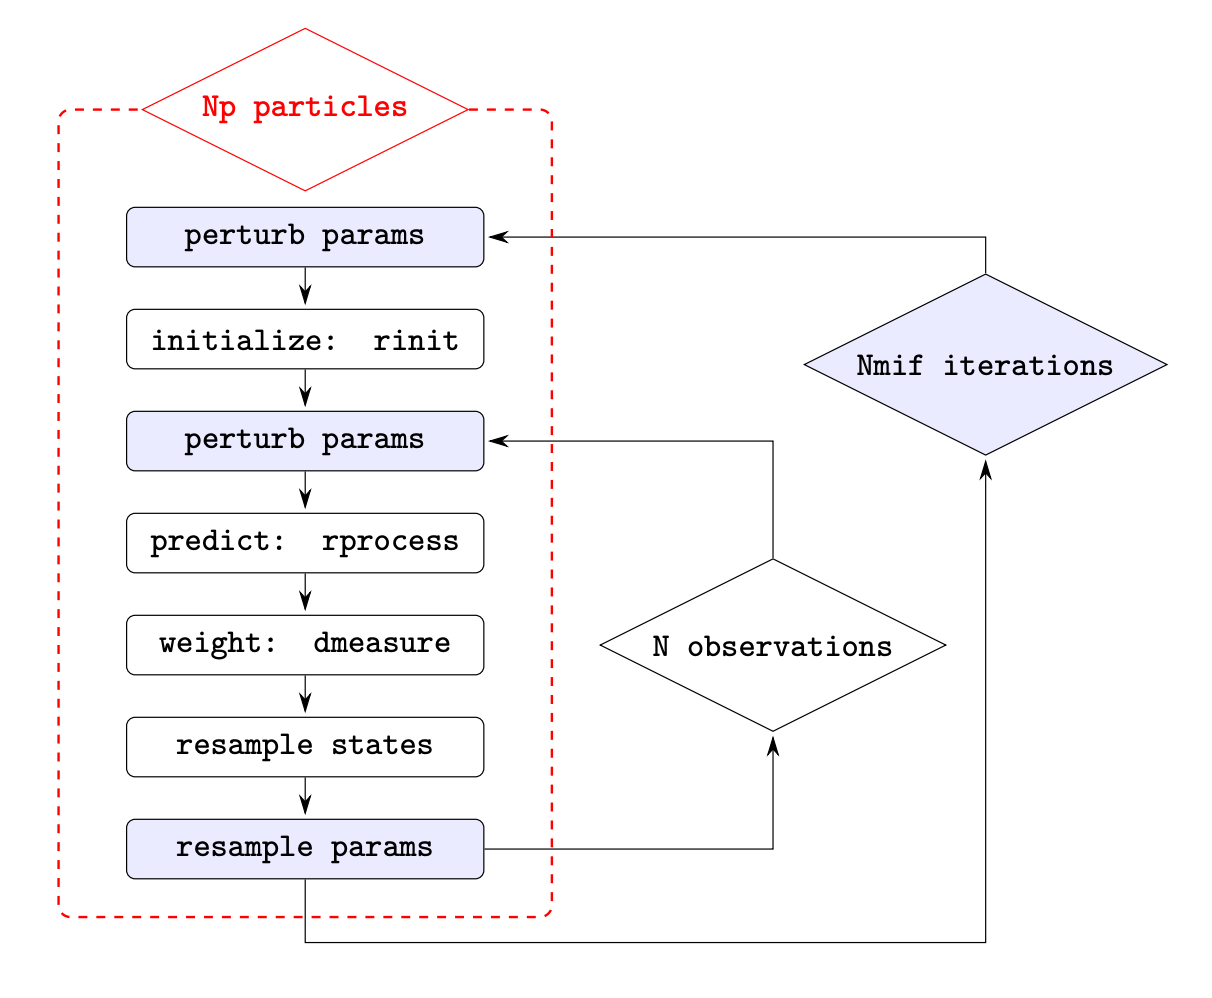 Np particles
perturb params
initialize: rinit
Nmif iterations
perturb params
predict: rprocess
weight: dmeasure
N observations
resample states
resample params